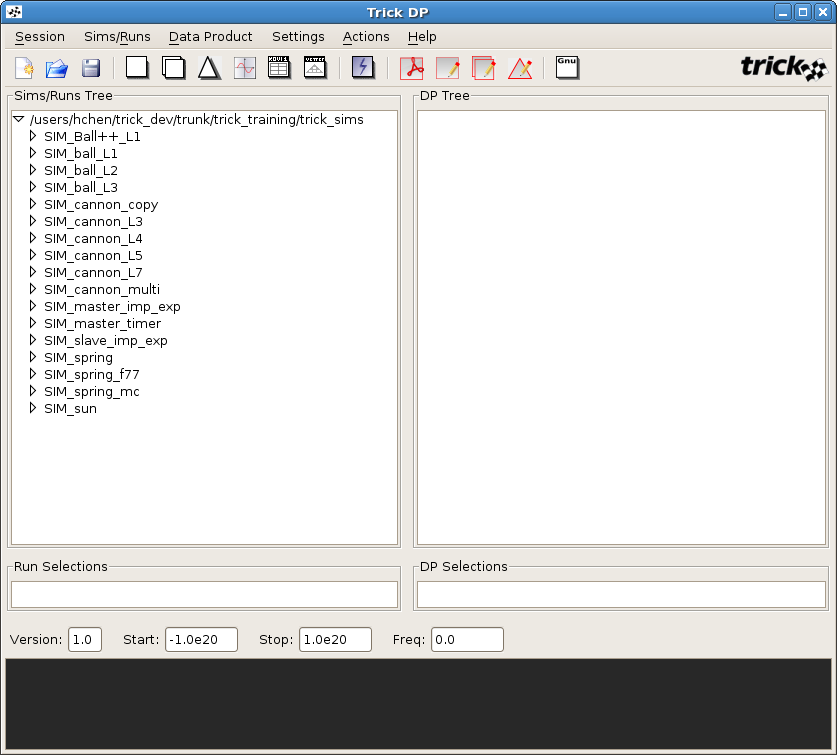 Trick DP
Session Sims/Runs Data Product Settings Actions Help
MOVIE Gnu
trick
Sims/Runs Tree
DP Tree
/users/hchen/trick_dev/trunk/trick_training/trick_sims
SIM_Ball++_L1
SIM_ball_L1
SIM_ball_L2
SIM_ball_L3
SIM_cannon_copy
SIM_cannon_L3
SIM_cannon_L4
SIM_cannon_L5
SIM_cannon_L7
SIM_cannon_multi
SIM_master_imp_exp
SIM_master_timer
SIM_slave_imp_exp
SIM_spring
SIM_spring_f77
SIM_spring_mc
SIM_sun
Run Selections
DP Selections
Version: 1.0 Start: -1.0e20 Stop: 1.0e20 Freq: 0.0